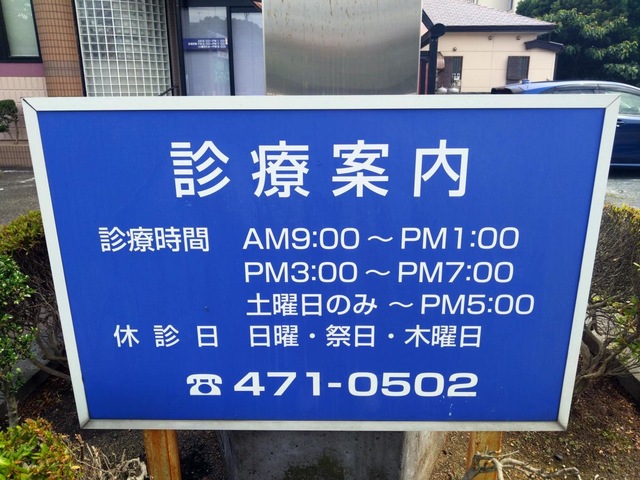 診療案内
診療時間 AM9:00～PM1:00
PM3:00～PM7:00
土曜日のみ ～PM5:00
休診日 日曜・祭日・木曜日
☎471-0502